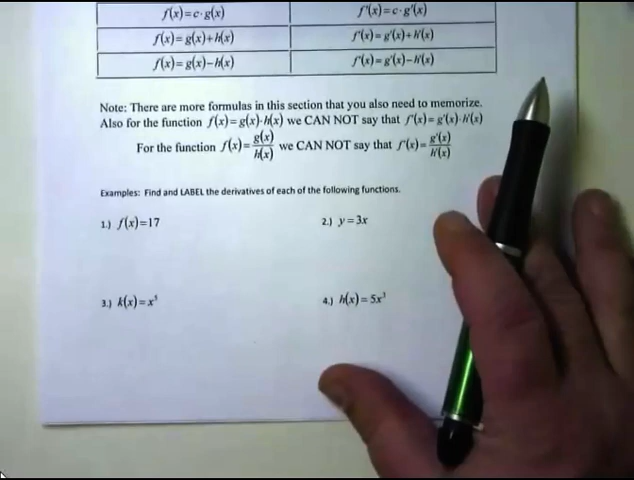 f(x)=c·g(x) f'(x)=c·g'(x)
f(x)=g(x)+h(x) f'(x)=g'(x)+h'(x)
f(x)=g(x)−h(x) f'(x)=g'(x)−h'(x)
Note: There are more formulas in this section that you also need to memorize.
Also for the function f(x)=g(x)·h(x) we CAN NOT say that f'(x)=g'(x)·h'(x)
For the function f(x)=g(x)/h(x) we CAN NOT say that f'(x)=g'(x)/h'(x)
Examples: Find and LABEL the derivatives of each of the following functions.
1.) f(x)=17 2.) y=3x
3.) k(x)=x⁵ 4.) h(x)=5x³